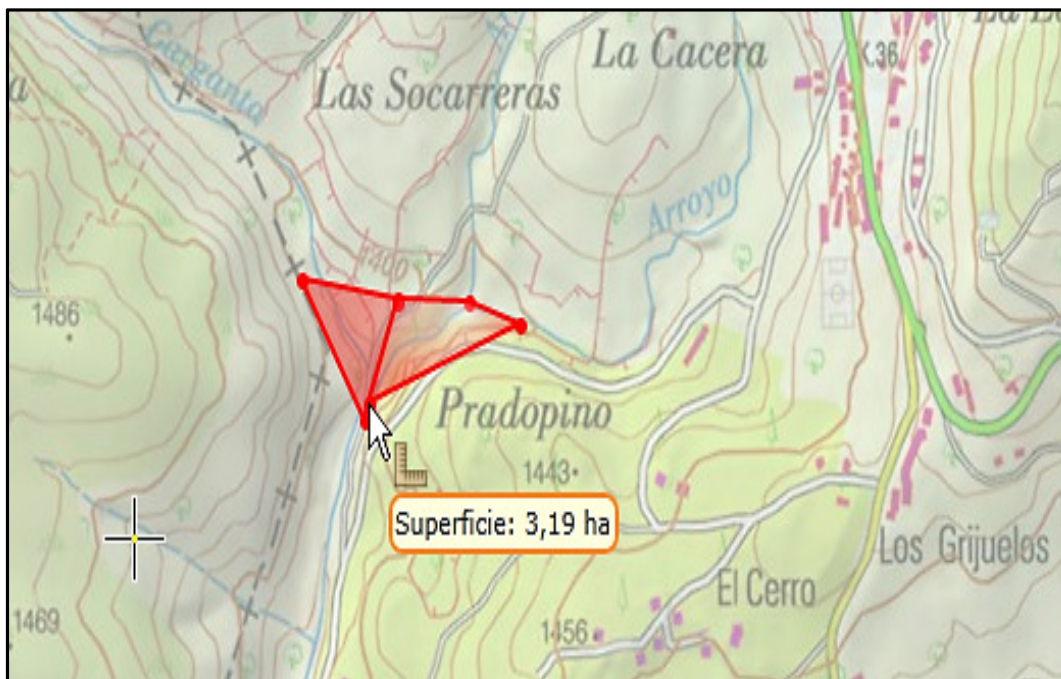 La Cacera
K.36
Garganta
Las Socarreras
Arroyo
1400
1486
Pradopino
1443
Superficie: 3,19 ha
Los Grijuelos
El Cerro
1469
1456